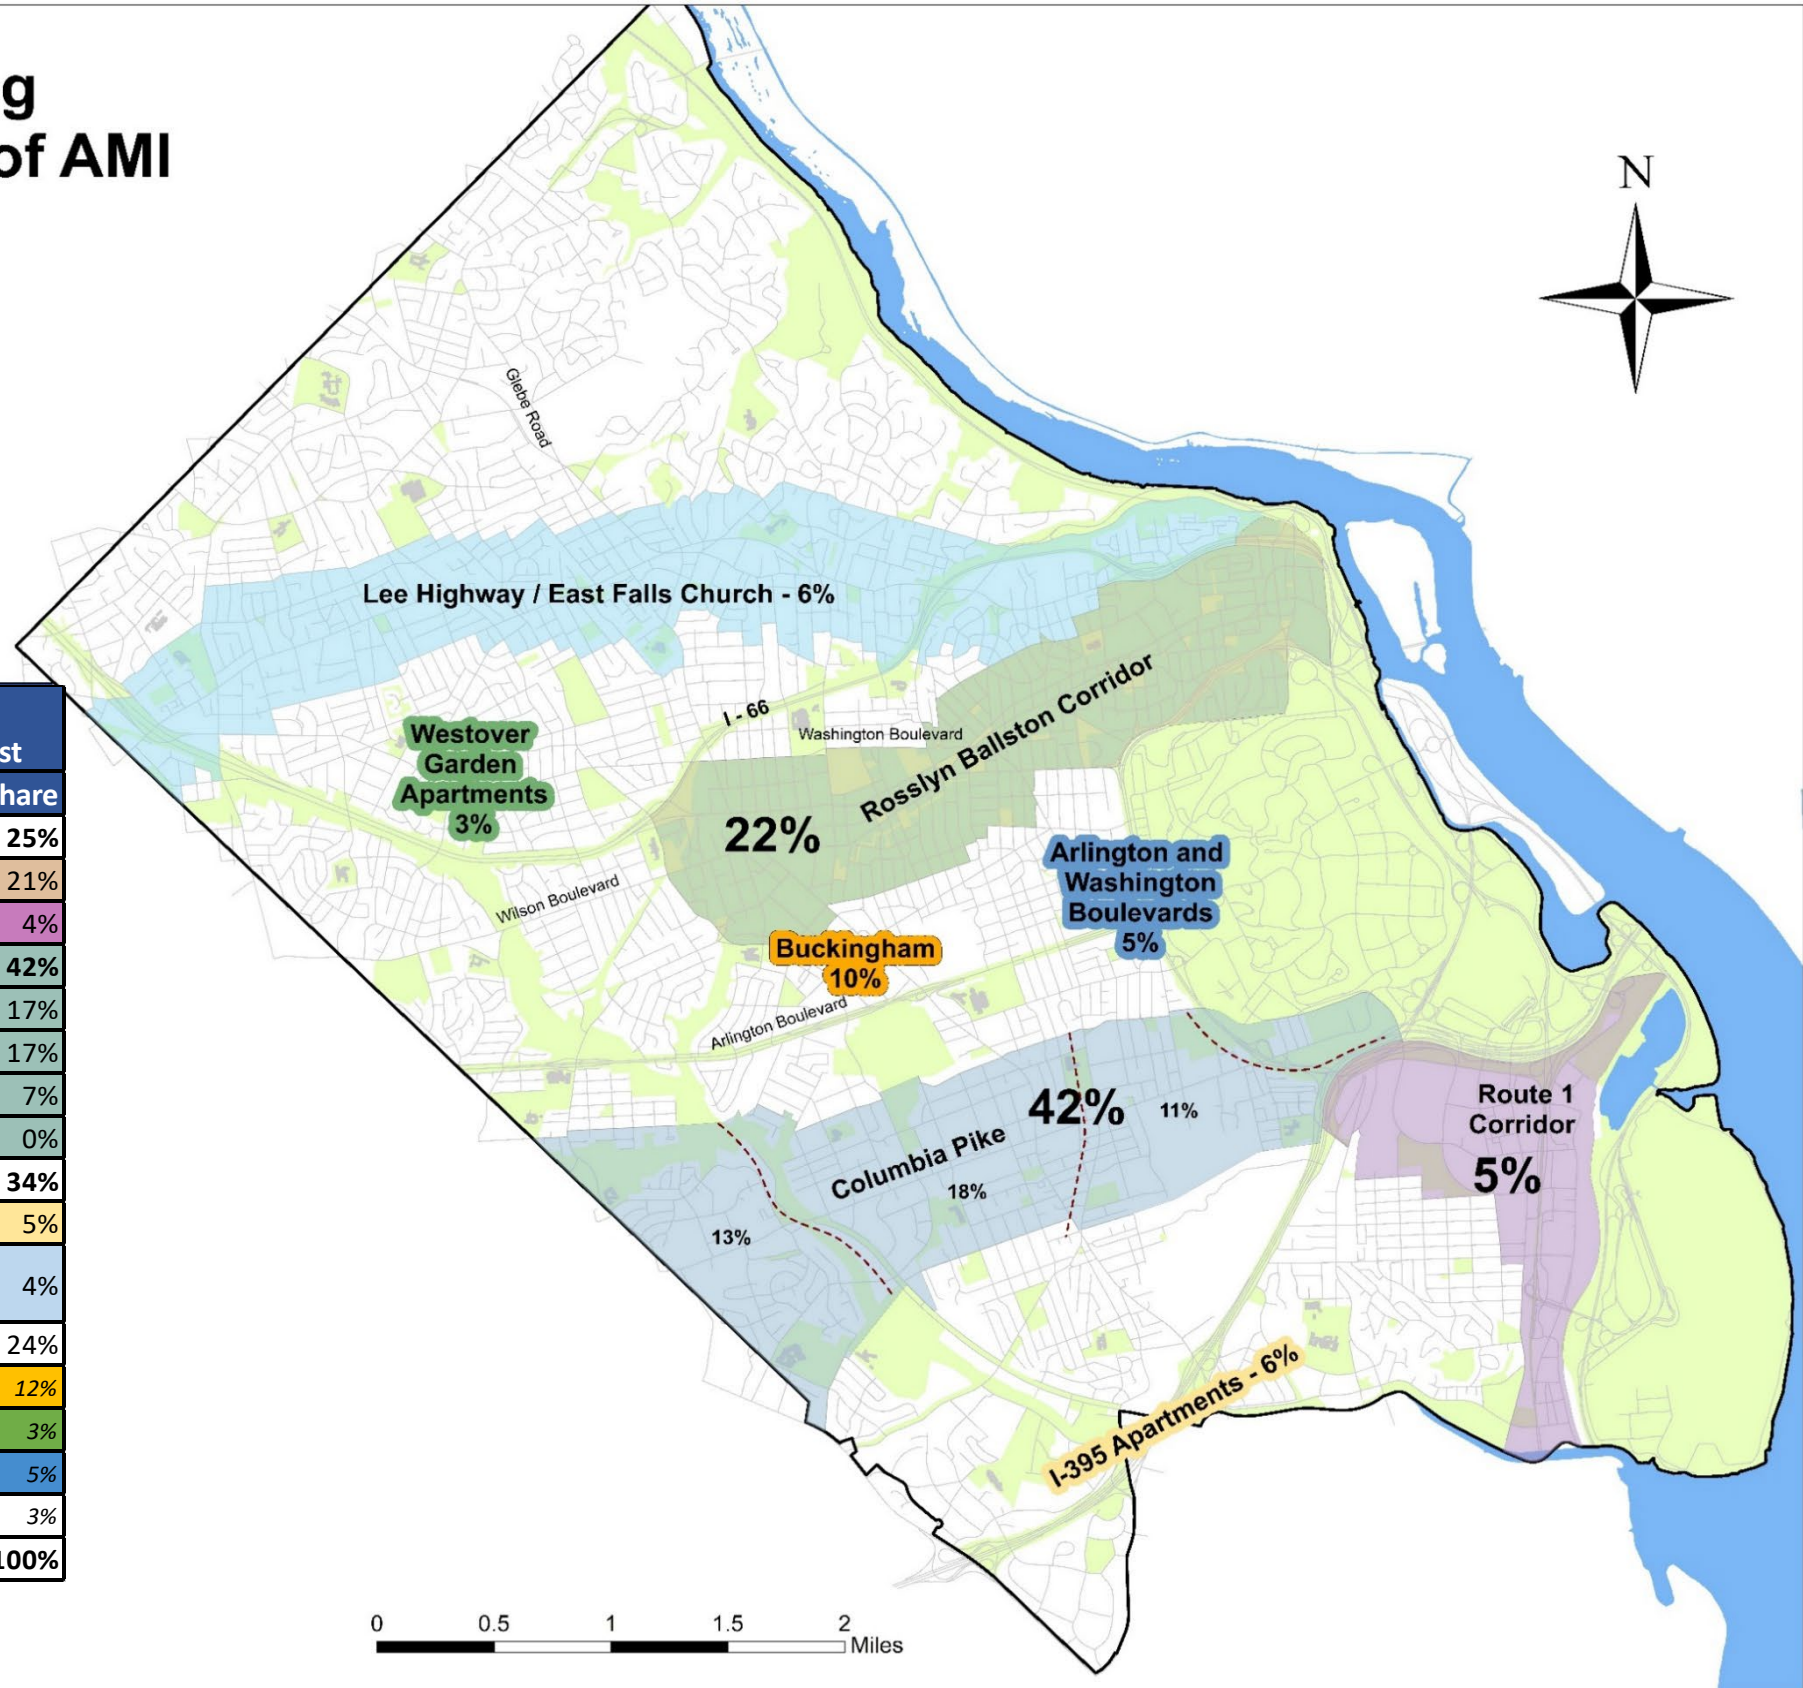 g
of AMI
N
Glebe Road
Lee Highway / East Falls Church - 6%
I - 66
Washington Boulevard
Rosslyn Ballston Corridor
22%
Westover
Garden
Apartments
3%
Wilson Boulevard
Arlington and
Washington
Boulevards
5%
Buckingham
10%
Arlington Boulevard
42%
11%
Columbia Pike
18%
13%
Route 1
Corridor
5%
I-395 Apartments - 6%
st
hare
25%
21%
4%
42%
17%
17%
7%
0%
34%
5%
4%
24%
12%
3%
5%
3%
100%
0 0.5 1 1.5 2
Miles